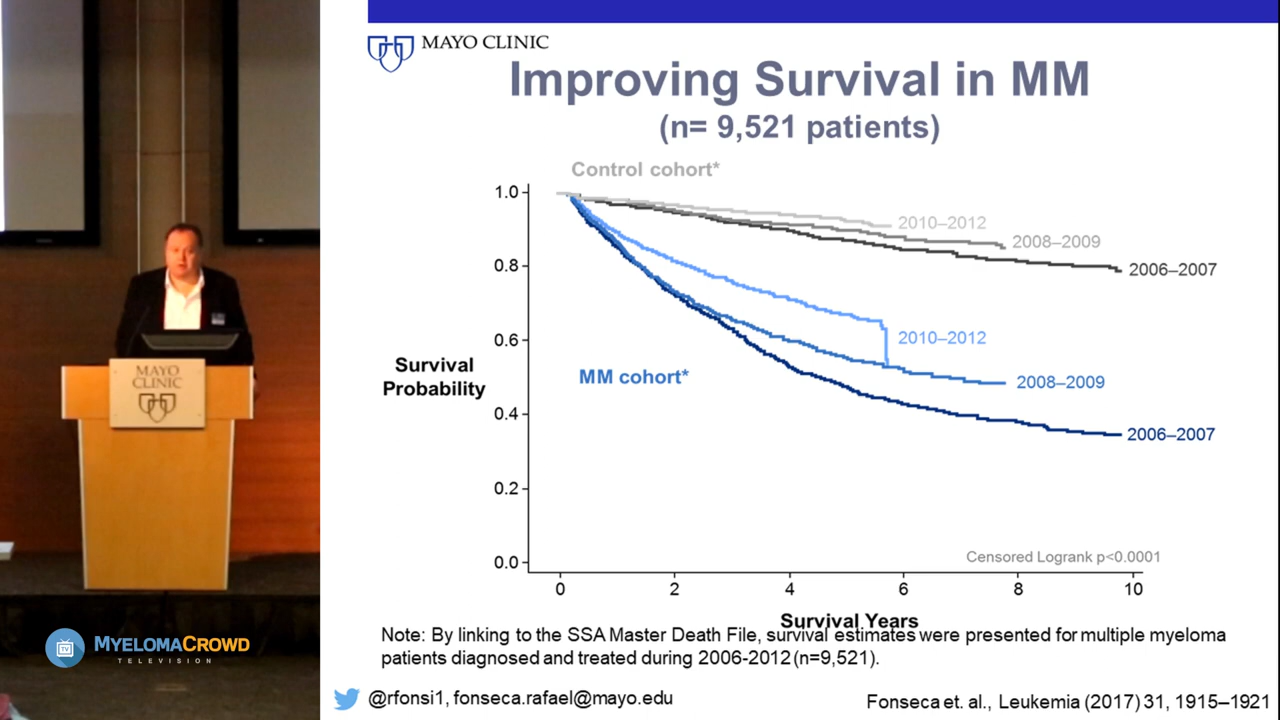 MAYO CLINIC
Improving Survival in MM
(n= 9,521 patients)
Control cohort*
1.0
0.8
0.6
0.4
0.2
0.0
2010–2012
2008–2009
2006–2007
2010–2012
2008–2009
2006–2007
Survival
Probability
MM cohort*
Censored Logrank p<0.0001
0 2 4 6 8 10
Survival Years
Note: By linking to the SSA Master Death File, survival estimates were presented for multiple myeloma
patients diagnosed and treated during 2006-2012 (n=9,521).
@rfonsi1, fonseca.rafael@mayo.edu
Fonseca et. al., Leukemia (2017) 31, 1915–1921
MAYO
CLINIC
TV
MYELOMACROWD
TELEVISION